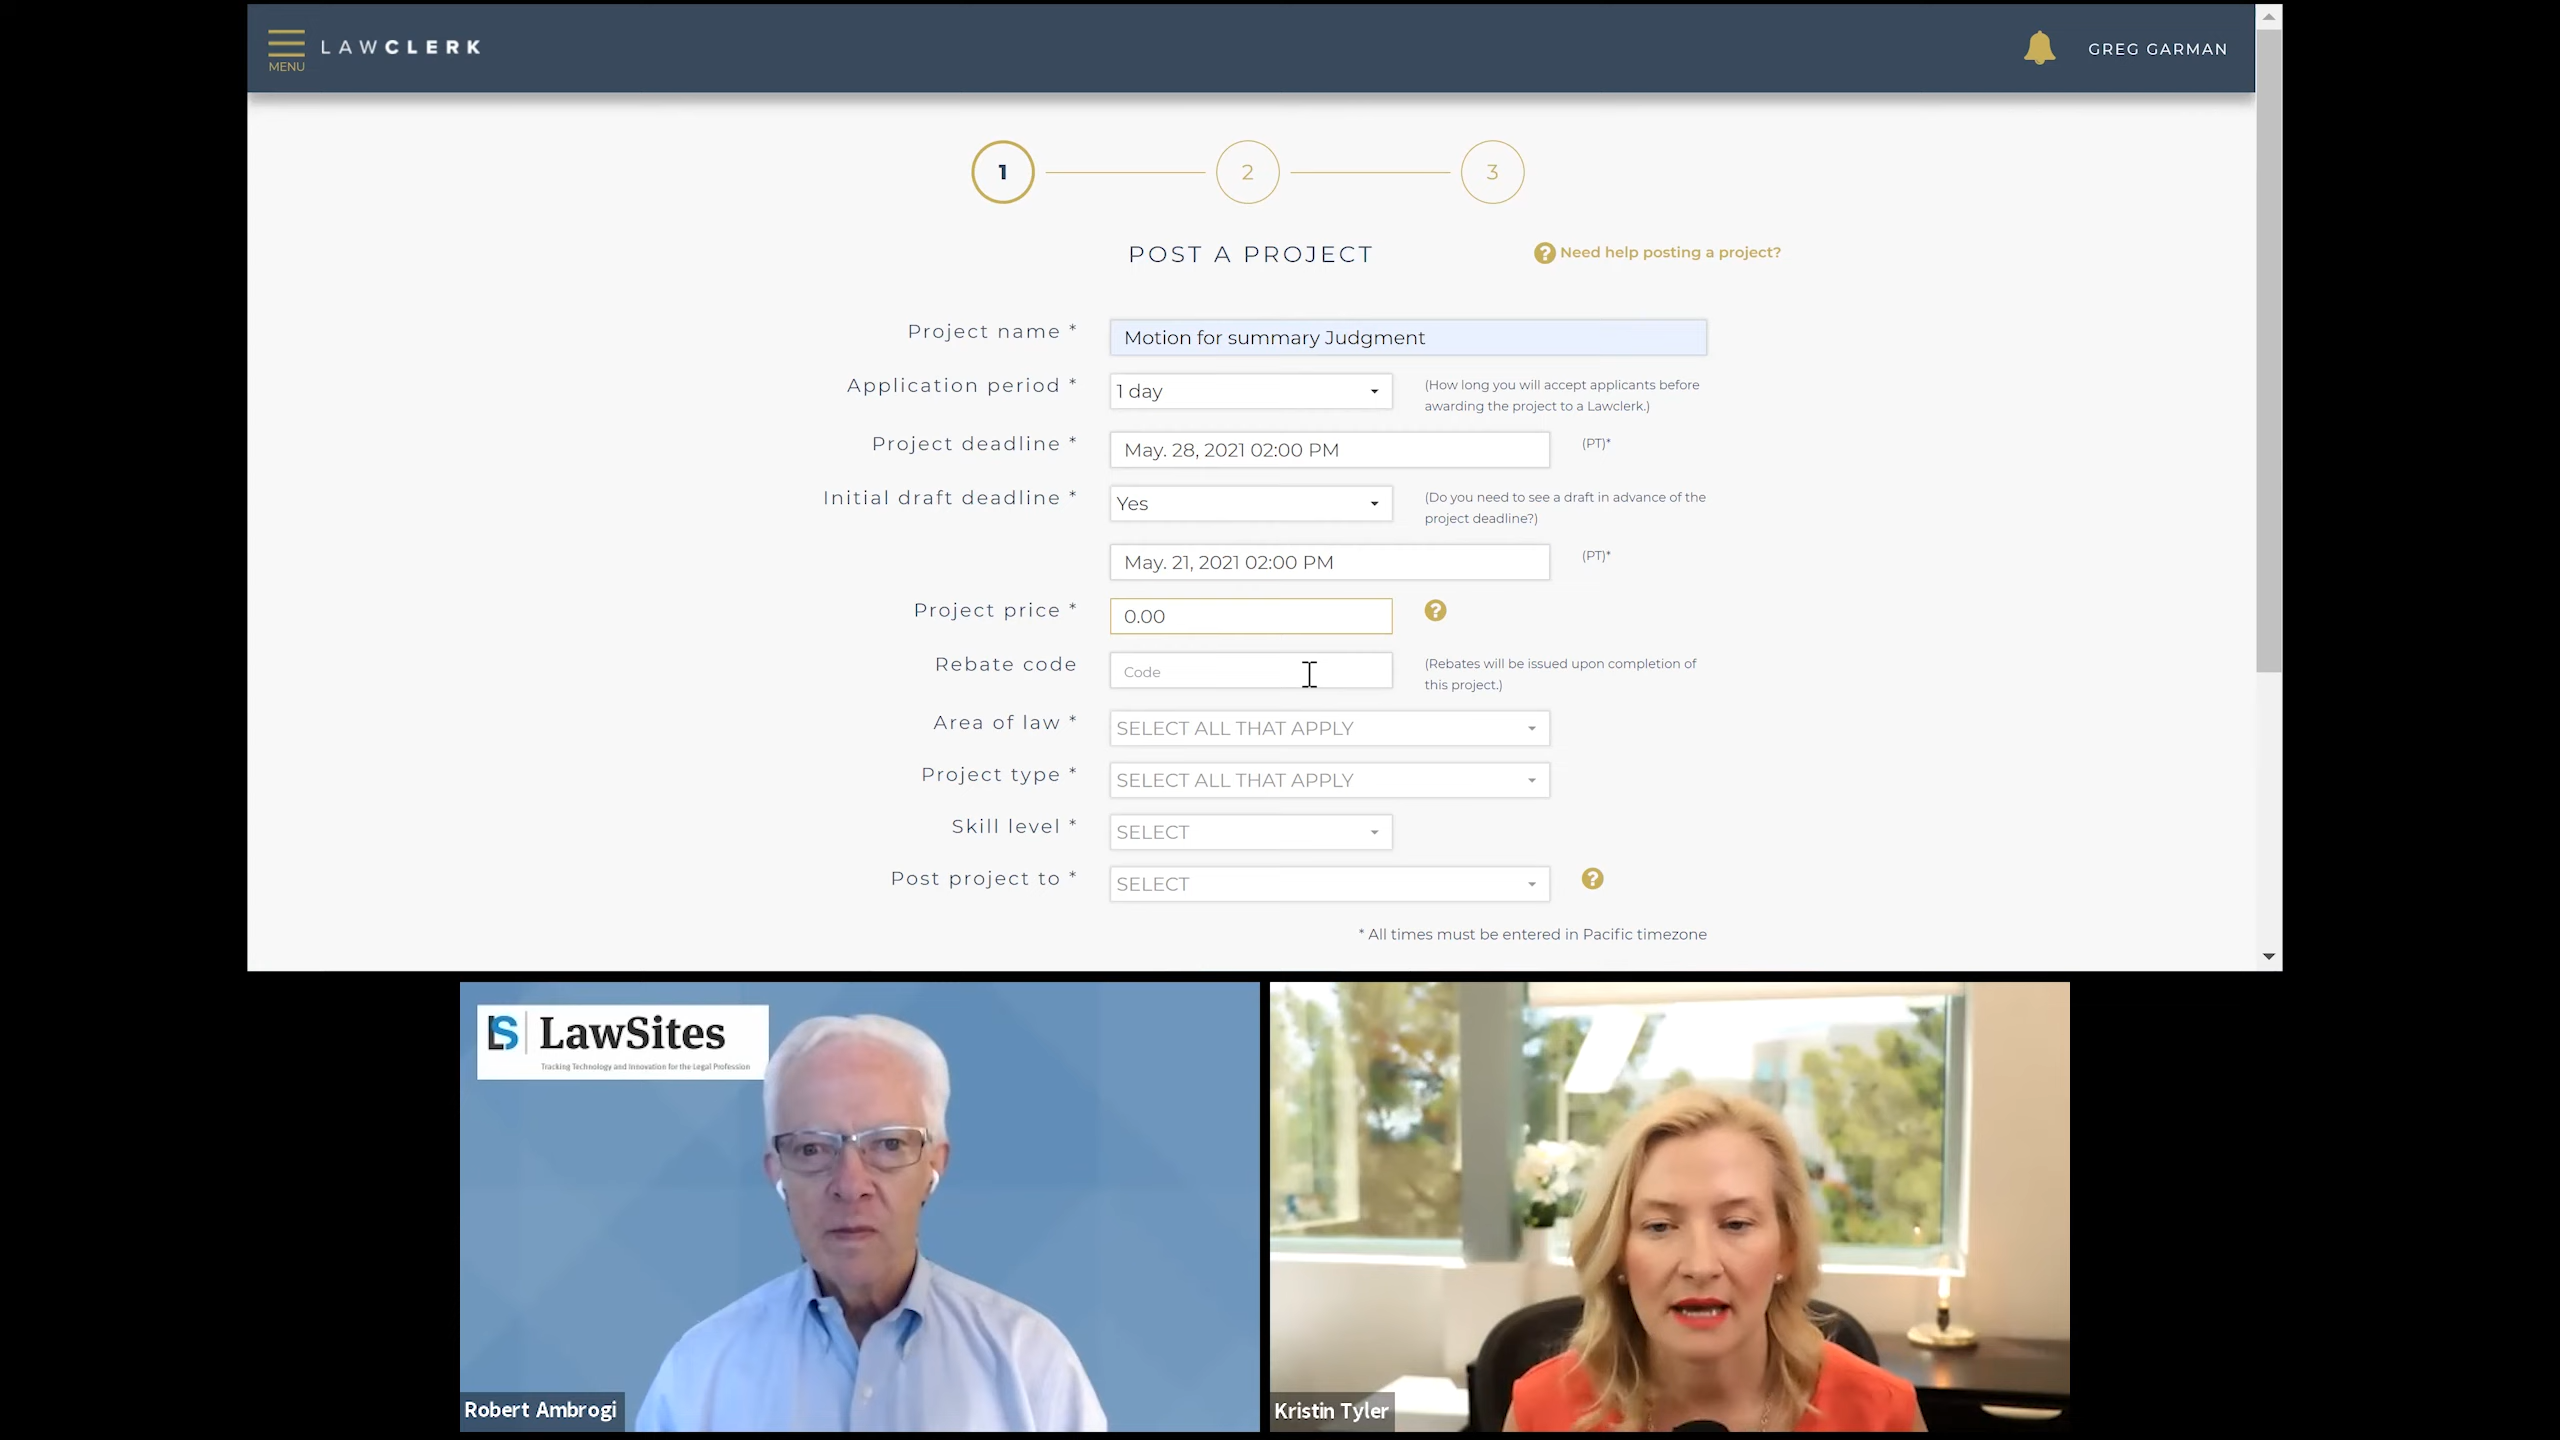 MENU
LAWCLERK
GREG GARMAN
1
2
3
POST A PROJECT
? Need help posting a project?
Project name *
Motion for summary Judgment
Application period *
1 day
(How long you will accept applicants before
awarding the project to a Lawclerk.)
Project deadline *
May. 28, 2021 02:00 PM
(PT)*
Initial draft deadline *
Yes
(Do you need to see a draft in advance of the
project deadline?)
May. 21, 2021 02:00 PM
(PT)*
Project price *
0.00
?
Rebate code
Code
(Rebates will be issued upon completion of
this project.)
Area of law *
SELECT ALL THAT APPLY
Project type *
SELECT ALL THAT APPLY
Skill level *
SELECT
Post project to *
SELECT
?
* All times must be entered in Pacific timezone
LS LawSites
Tracking Technology and Innovation for the Legal Profession
Robert Ambrogi
Kristin Tyler